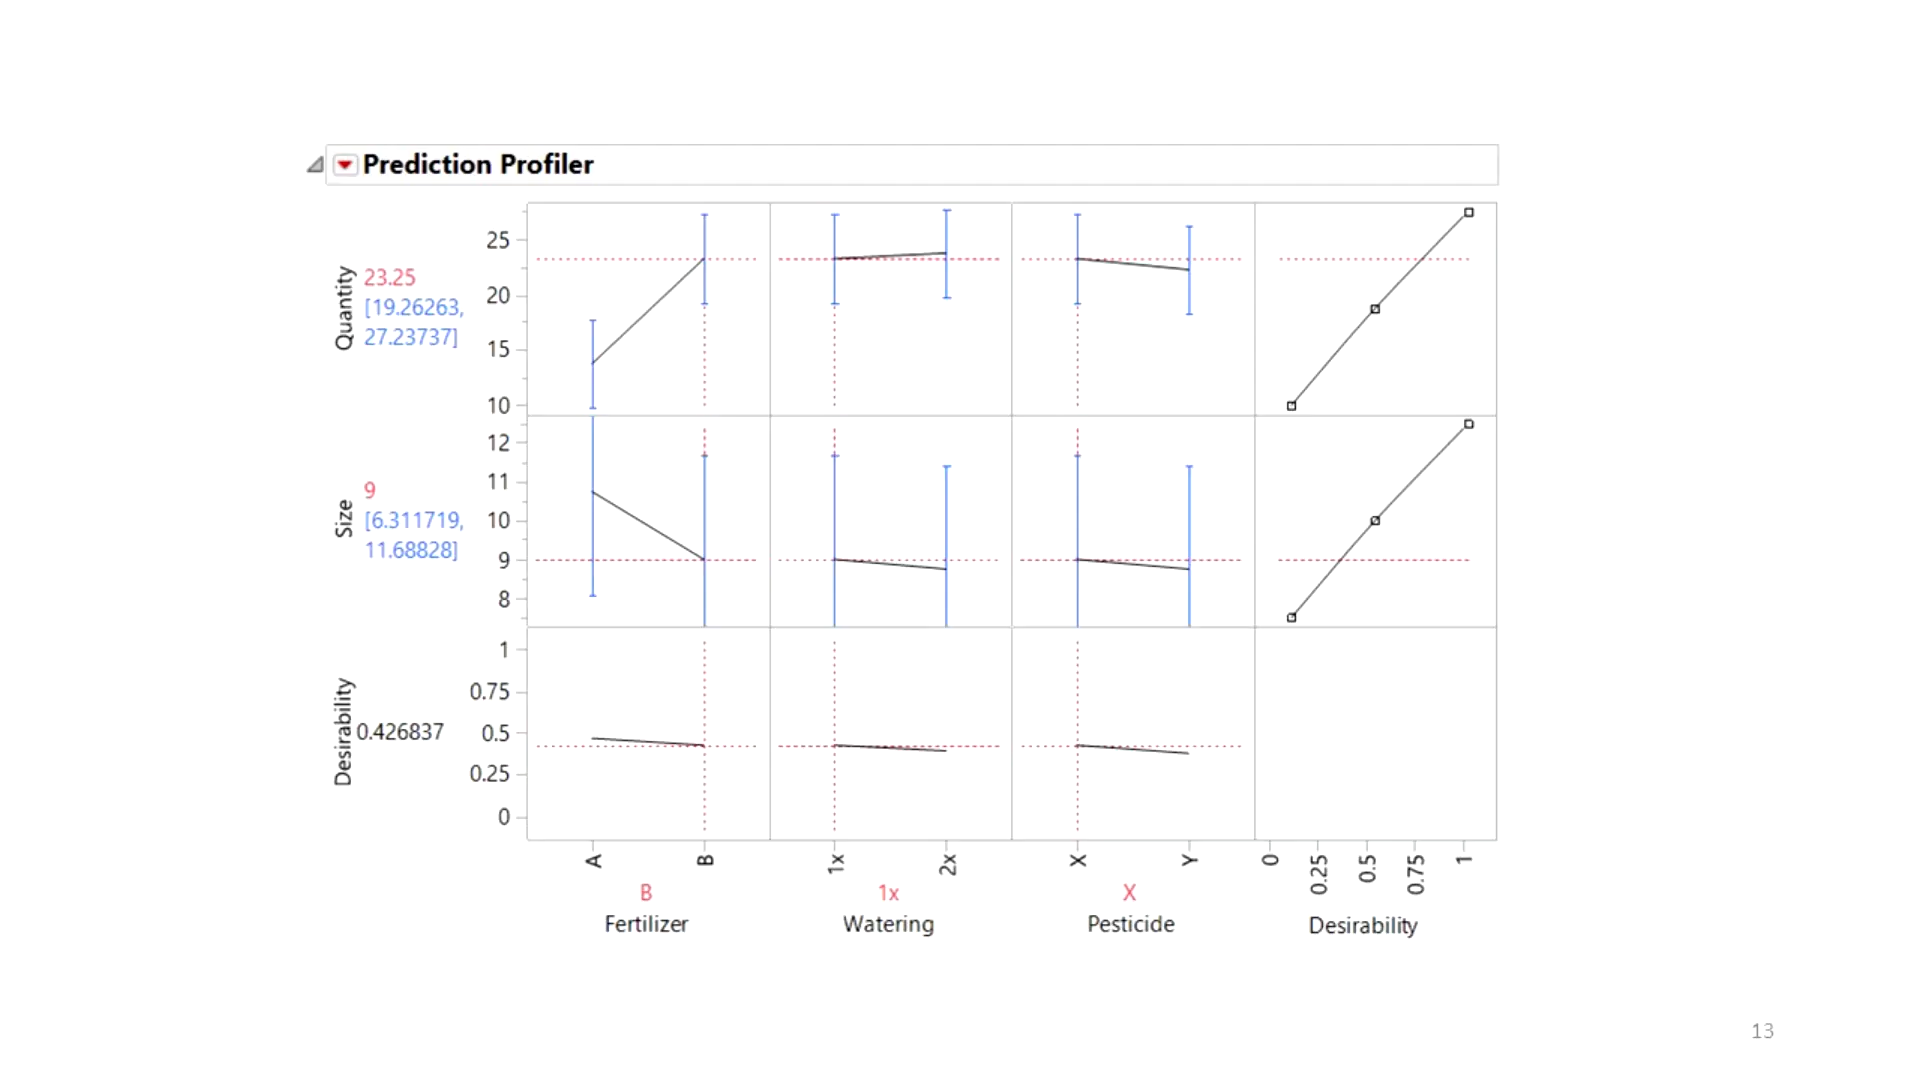 Prediction Profiler
Quantity
23.25
[19.26263,
27.23737]
25
20
15
10
Size
9
[6.311719,
11.68828]
12
11
10
9
8
Desirability
0.426837
1
0.75
0.5
0.25
0
A
B
1x
2x
X
Y
0
0.25
0.5
0.75
1
B
1x
X
Fertilizer
Watering
Pesticide
Desirability
13